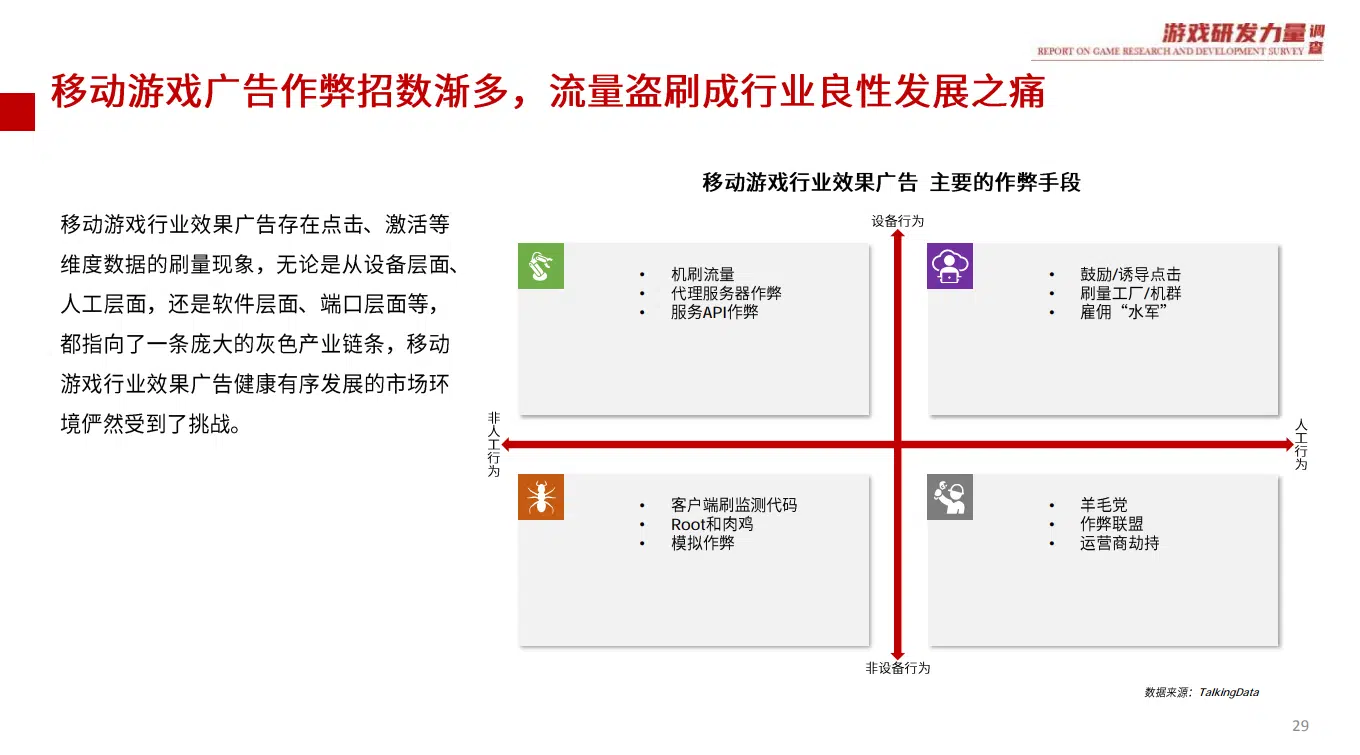 游戏研发力量调查
REPORT ON GAME RESEARCH AND DEVELOPMENT SURVEY
移动游戏广告作弊招数渐多，流量盗刷成行业良性发展之痛
移动游戏行业效果广告存在点击、激活等
维度数据的刷量现象，无论是从设备层面、
人工层面，还是软件层面、端口层面等，
都指向了一条庞大的灰色产业链条，移动
游戏行业效果广告健康有序发展的市场环
境俨然受到了挑战。
移动游戏行业效果广告 主要的作弊手段
设备行为
• 机刷流量
• 代理服务器作弊
• 服务API作弊
• 鼓励/诱导点击
• 刷量工厂/机群
• 雇佣“水军”
非人工行为
人工行为
• 客户端刷监测代码
• Root和肉鸡
• 模拟作弊
• 羊毛党
• 作弊联盟
• 运营商劫持
非设备行为
数据来源：TalkingData
29